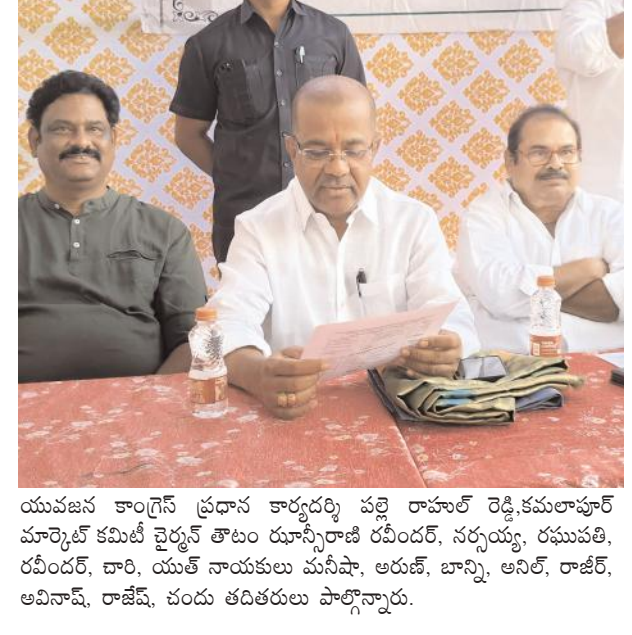 యువజన కాంగ్రెస్ ప్రధాన కార్యదర్శి పల్లె రాహుల్ రెడ్డి,కమలాపూర్
మార్కెట్ కమిటీ చైర్మన్ తౌటం ఝాన్సీరాణి రవీందర్, నర్సయ్య, రఘుపతి,
రవీందర్, చారి, యుత్ నాయకులు మనీషా, అరుణ్, బాన్ని, అనిల్, రాజీర్,
అవినాష్, రాజేష్, చందు తదితరులు పాల్గొన్నారు.